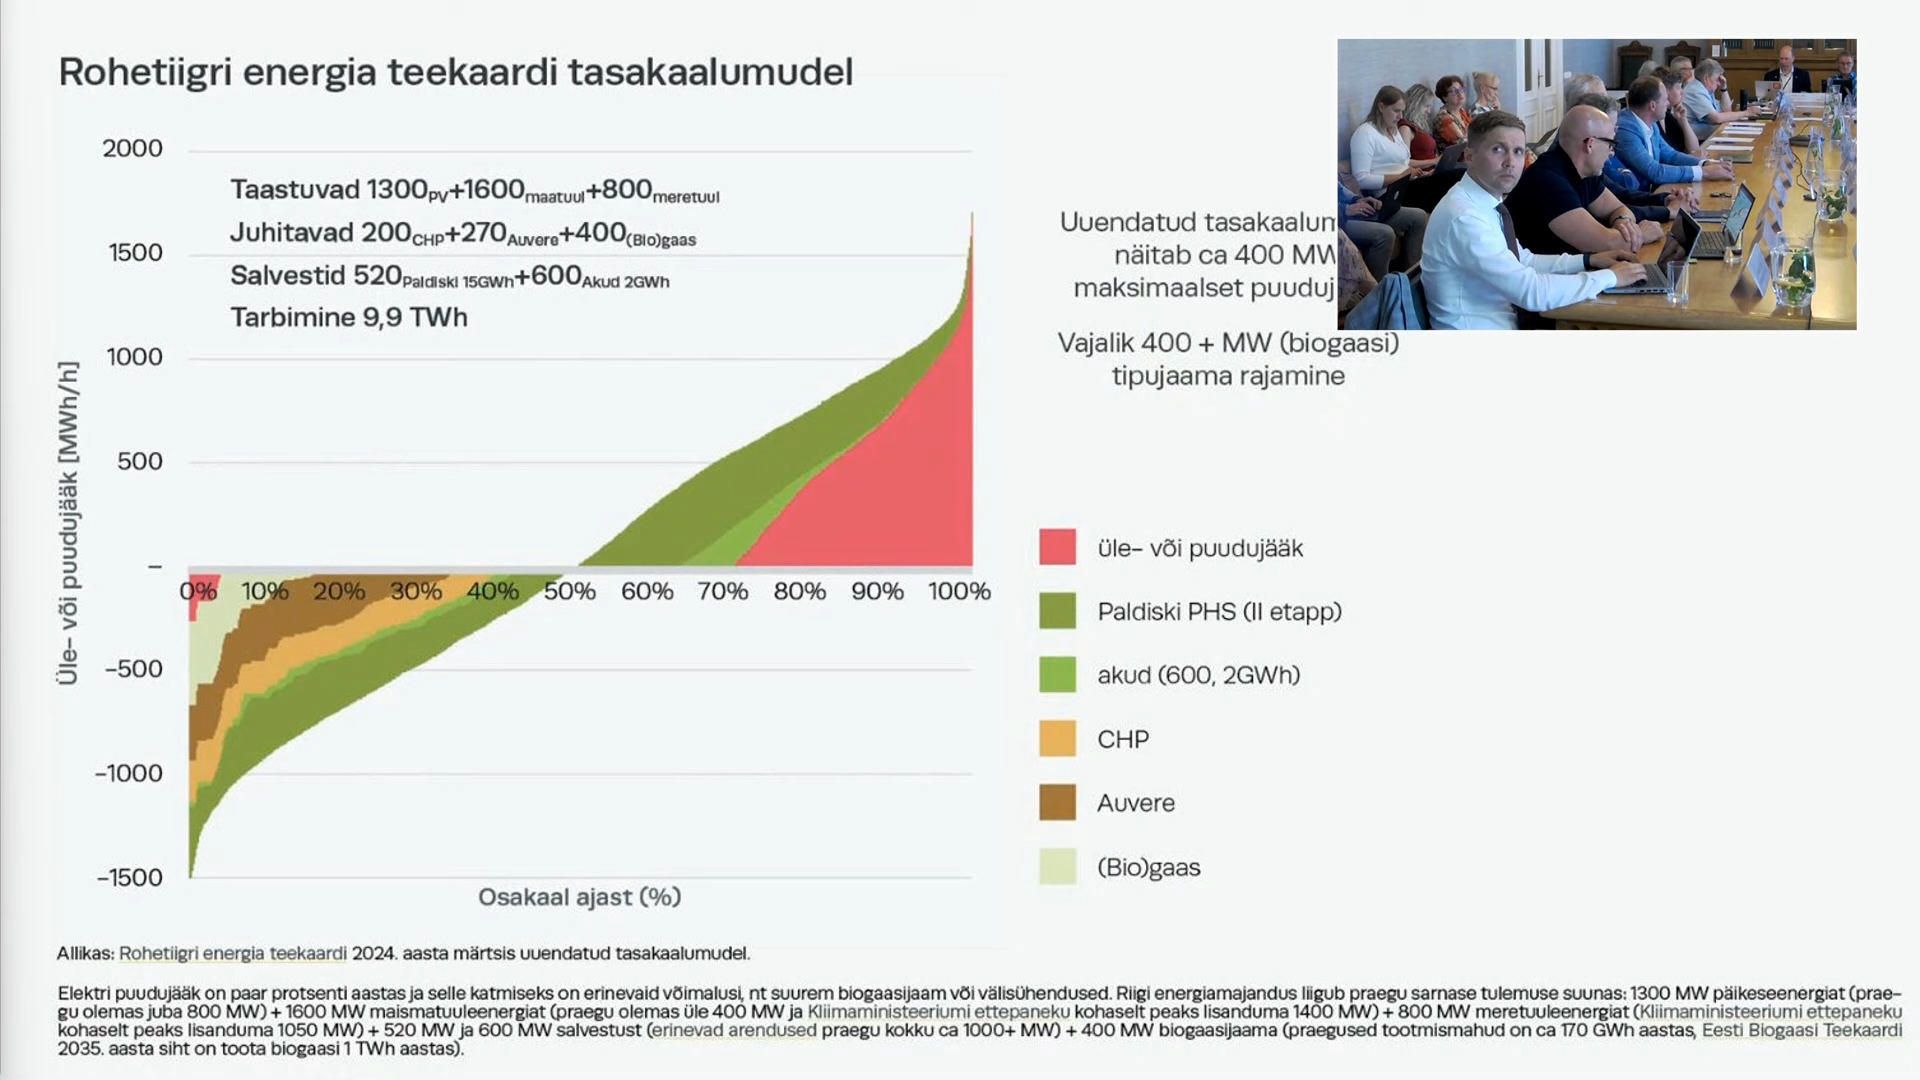 Rohetiigri energia teekaardi tasakaalumudel
2000
1500
1000
500
–
–500
–1000
–1500
Üle- või puudujääk [MWh/h]
Taastuvad 1300PV+1600maatuul+800meretuul
Juhitavad 200CHP+270Auvere+400(Bio)gaas
Salvestid 520Paldiski 15GWh+600Akud 2GWh
Tarbimine 9,9 TWh
0% 10% 20% 30% 40% 50% 60% 70% 80% 90% 100%
Osakaal ajast (%)
Uuendatud tasakaalum
näitab ca 400 MW
maksimaalset puuduj
Vajalik 400 + MW (biogaasi)
tipujaama rajamine
üle- või puudujääk
Paldiski PHS (II etapp)
akud (600, 2GWh)
CHP
Auvere
(Bio)gaas
Allikas: Rohetiigri energia teekaardi 2024. aasta märtsis uuendatud tasakaalumudel.
Elektri puudujääk on paar protsenti aastas ja selle katmiseks on erinevaid võimalusi, nt suurem biogaasijaam või välisühendused. Riigi energiamajandus liigub praegu sarnase tulemuse suunas: 1300 MW päikeseenergiat (prae-
gu olemas juba 800 MW) + 1600 MW maismatuuleenergiat (praegu olemas üle 400 MW ja Kliimaministeeriumi ettepaneku kohaselt peaks lisanduma 1400 MW) + 800 MW meretuuleenergiat (Kliimaministeeriumi ettepaneku
kohaselt peaks lisanduma 1050 MW) + 520 MW ja 600 MW salvestust (erinevad arendused praegu kokku ca 1000+ MW) + 400 MW biogaasijaama (praegused tootmismahud on ca 170 GWh aastas, Eesti Biogaasi Teekaardi
2035. aasta siht on toota biogaasi 1 TWh aastas).